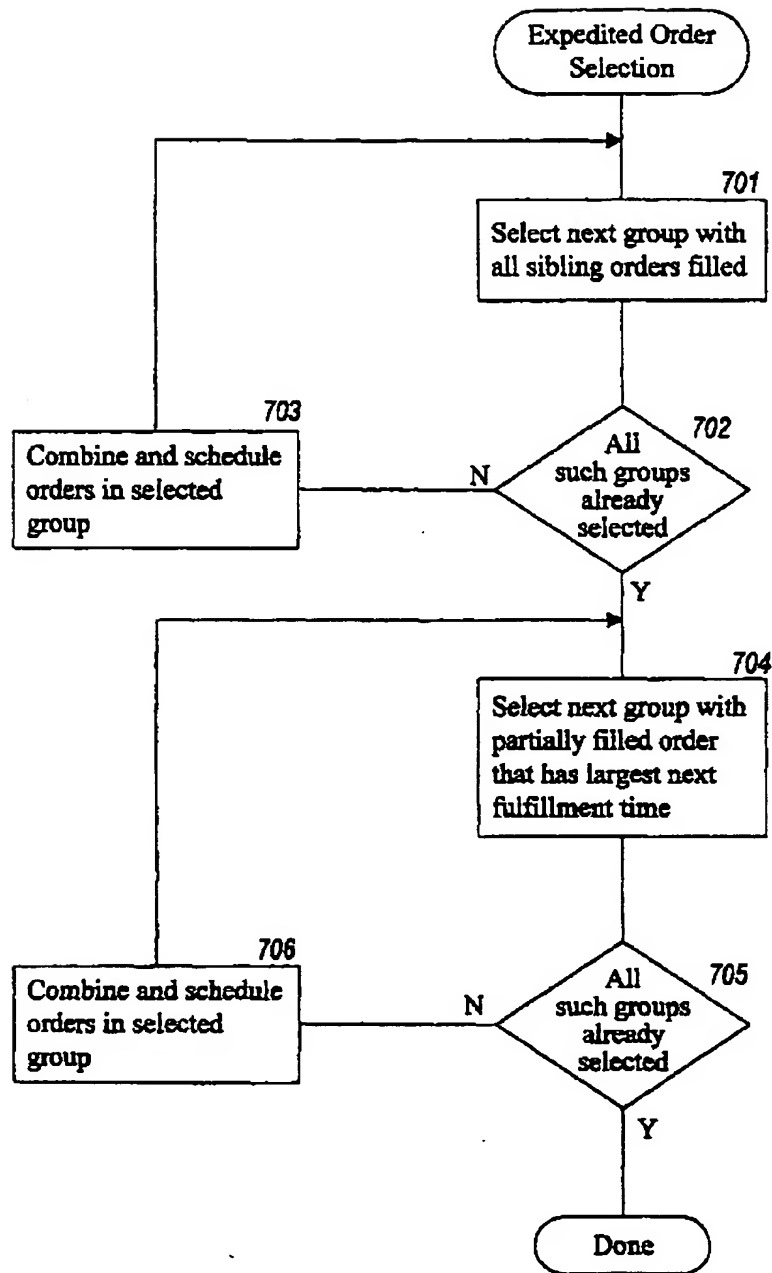 Expedited Order
Selection
701
Select next group with
all sibling orders filled
702
All
such groups
already
selected
N
Y
703
Combine and schedule
orders in selected
group
704
Select next group with
partially filled order
that has largest next
fulfillment time
705
All
such groups
already
selected
N
Y
706
Combine and schedule
orders in selected
group
Done